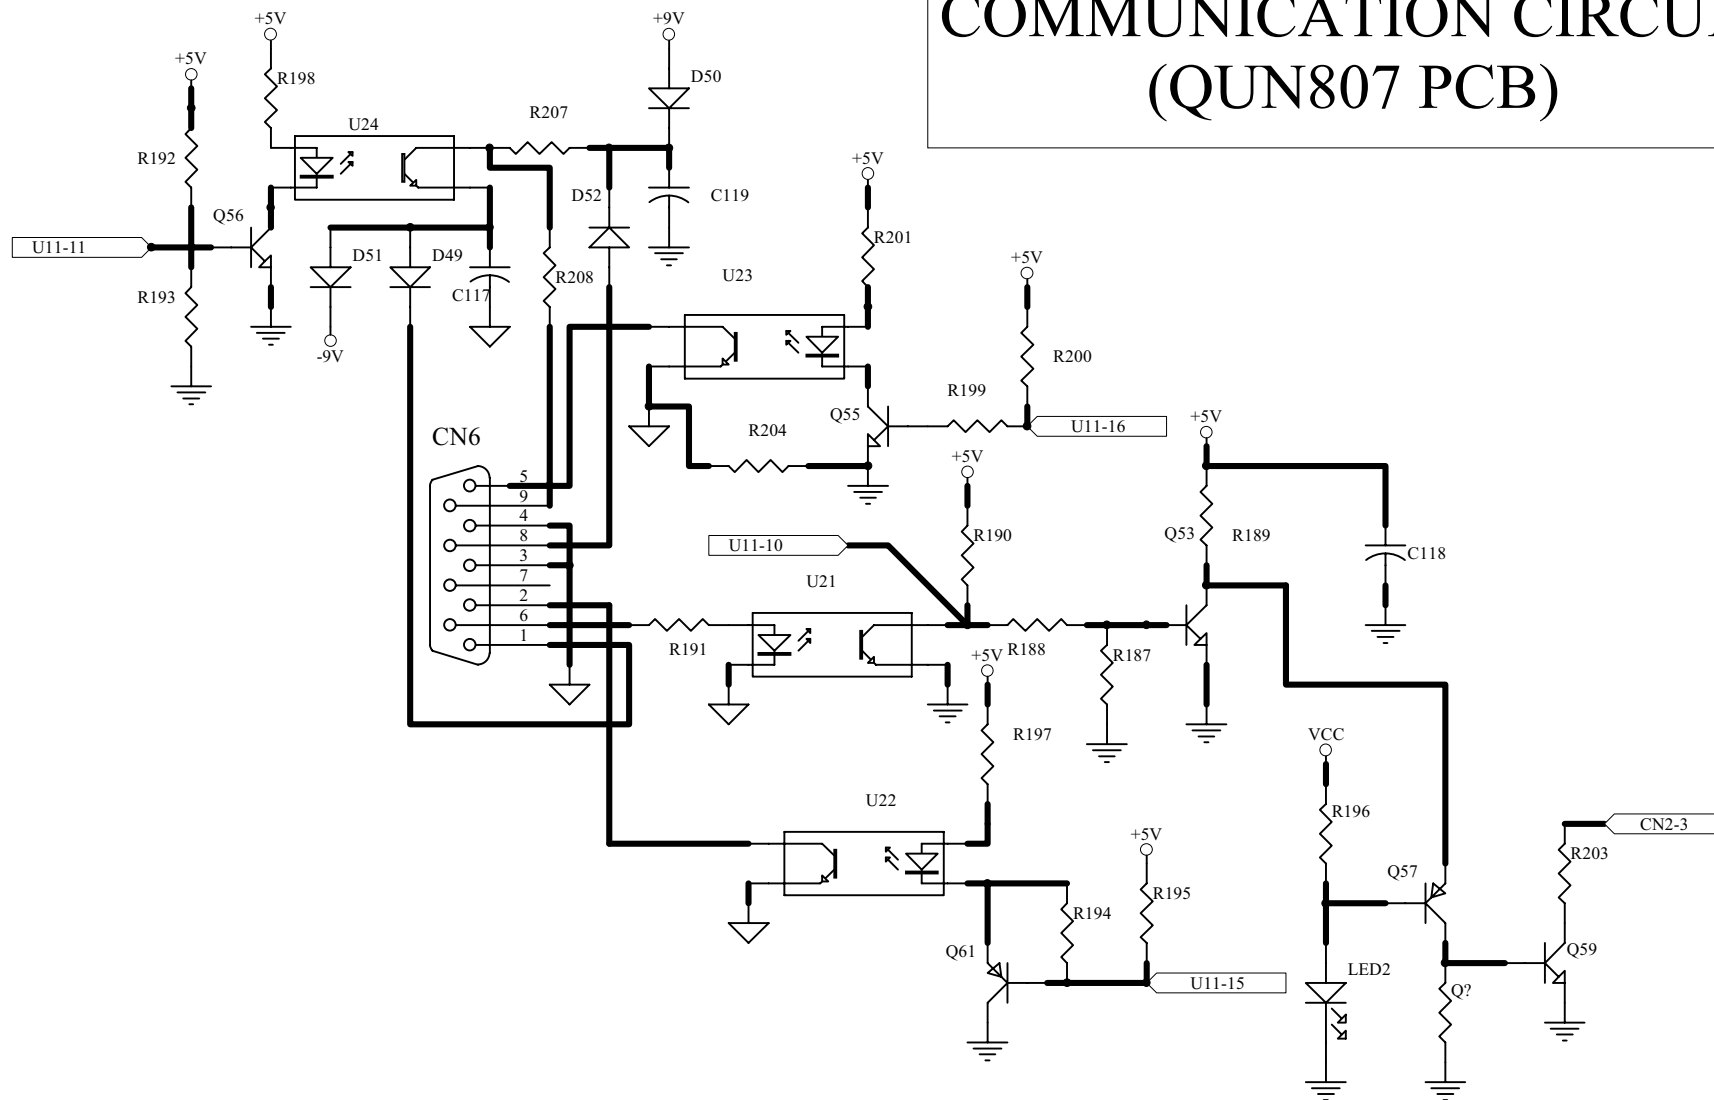 COMMUNICATION CIRCU
(QUN807 PCB)
+5V
+9V
+5V
R198
D50
U24
R207
R192
+5V
D52
C119
Q56
R201
U11-11
D51
D49
+5V
U23
R208
R193
C117
-9V
R200
R199
Q55
U11-16
+5V
R204
CN6
+5V
5
9
4
8
3
7
2
6
1
U11-10
R190
Q53
R189
C118
U21
R191
+5V
R188
R187
R197
VCC
U22
R196
CN2-3
+5V
R203
Q57
R195
R194
Q61
Q59
LED2
U11-15
Q?